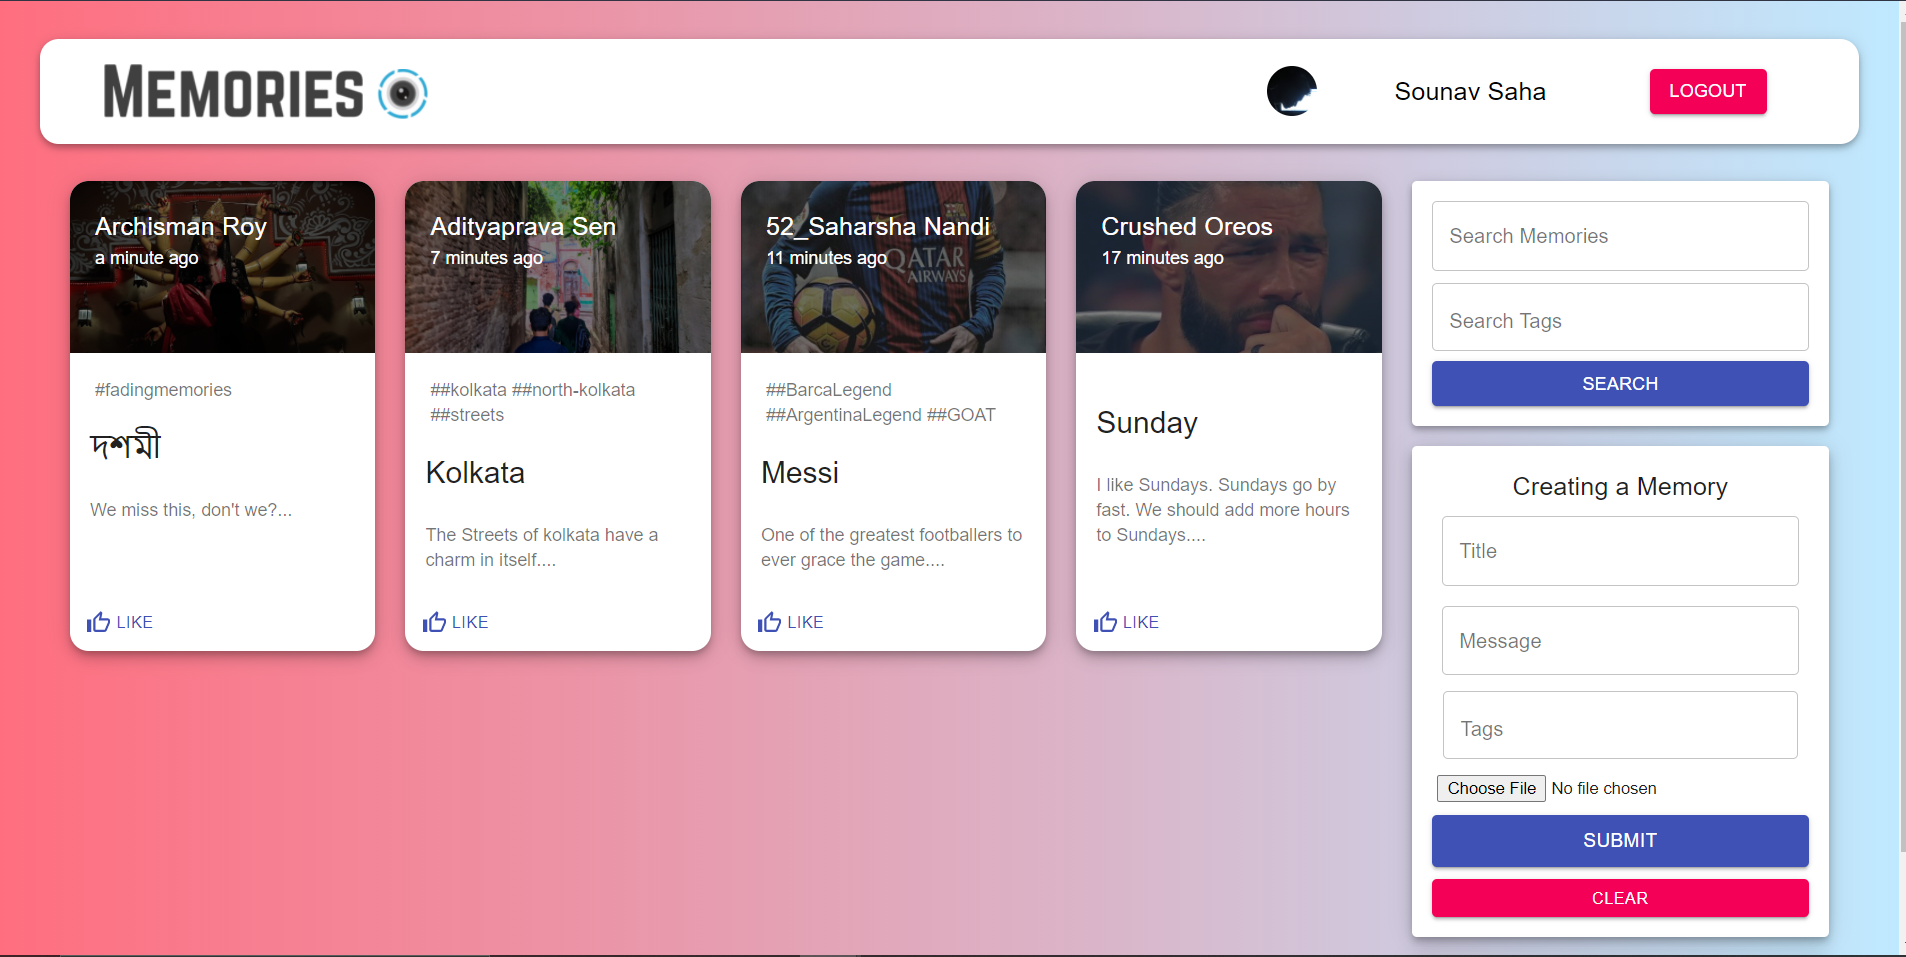 MEMORIES
Sounav Saha
LOGOUT
Archisman Roy
a minute ago
#fadingmemories
দশমী
We miss this, don't we?...
LIKE
Adityaprava Sen
7 minutes ago
##kolkata ##north-kolkata
##streets
Kolkata
The Streets of kolkata have a
charm in itself....
LIKE
52_Saharsha Nandi
11 minutes ago
QATAR
AIRWAYS
##BarcaLegend
##ArgentinaLegend ##GOAT
Messi
One of the greatest footballers to
ever grace the game....
LIKE
Crushed Oreos
17 minutes ago
Sunday
I like Sundays. Sundays go by
fast. We should add more hours
to Sundays....
LIKE
Search Memories
Search Tags
SEARCH
Creating a Memory
Title
Message
Tags
Choose File No file chosen
SUBMIT
CLEAR